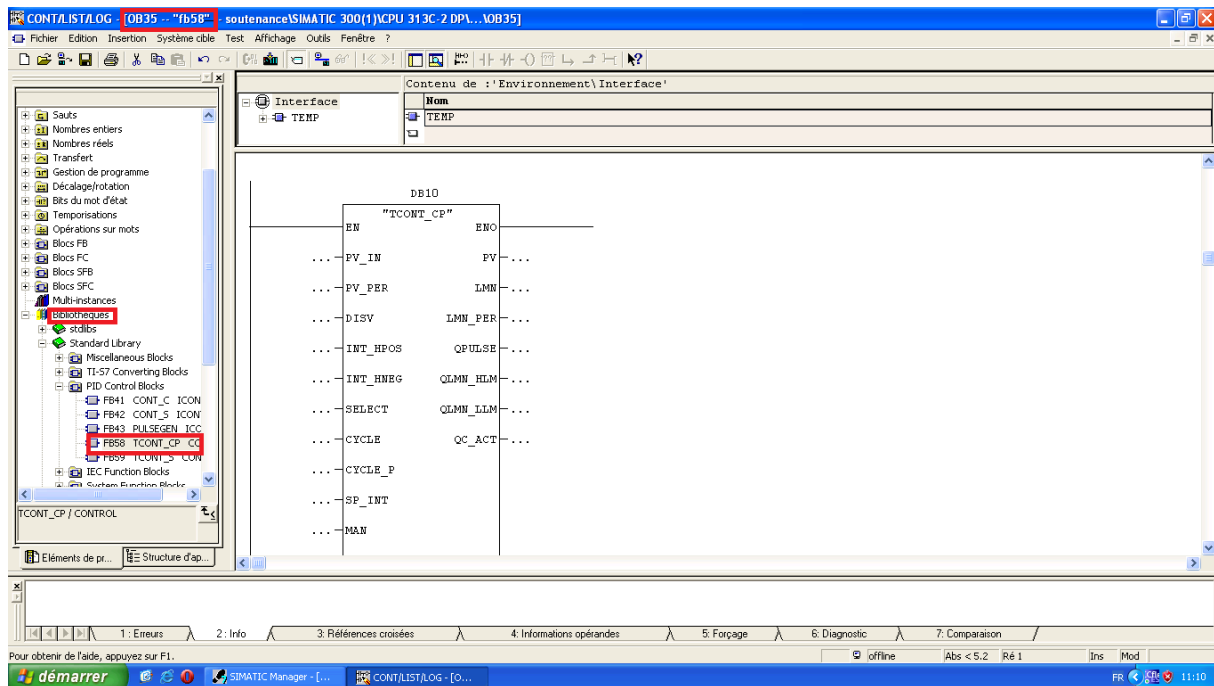 CONT/LIST/LOG - [OB35 -- "fb58" - soutenance\SIMATIC 300(1)\CPU 313C-2 DP\...\OB35]
Fichier Edition Insertion Système cible Test Affichage Outils Fenêtre ?
Sauts
Nombres entiers
Nombres réels
Transfert
Gestion de programme
Décalage/rotation
Bits du mot d'état
Temporisations
Opérations sur mots
Blocs FB
Blocs FC
Blocs SFB
Blocs SFC
Multi-instances
Bibliothèques
stdlibs
Standard Library
Miscellaneous Blocks
TI-S7 Converting Blocks
PID Control Blocks
FB41 CONT_C ICON
FB42 CONT_S ICON
FB43 PULSEGEN ICC
FB58 TCONT_CP CO
FB59 TCONT_S CON
IEC Function Blocks
System Function Blocks
TCONT_CP / CONTROL
Eléments de pr...
Structure d'ap...
Contenu de :'Environnement\Interface'
Interface
TEMP
Nom
TEMP
DB10
"TCONT_CP"
EN ENO
... PV_IN PV ...
... PV_PER LMN ...
... DISV LMN_PER ...
... INT_HPOS QPULSE ...
... INT_HNEG QLMN_HLM ...
... SELECT QLMN_LLM ...
... CYCLE QC_ACT ...
... CYCLE_P
... SP_INT
... MAN
1 : Erreurs 2 : Info 3: Références croisées 4: Informations opérandes 5: Forçage 6: Diagnostic 7: Comparaison
Pour obtenir de l'aide, appuyez sur F1.
offline Abs < 5.2 Ré 1 Ins Mod
démarrer SIMATIC Manager - [... CONT/LIST/LOG - [O... FR 11:10